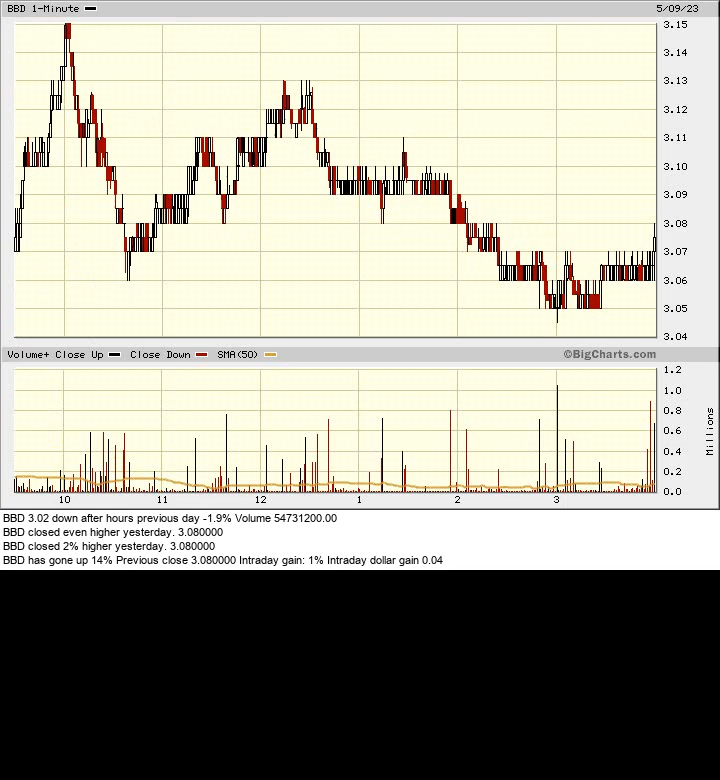 BBD 1-Minute 5/09/23
3.15
3.14
3.13
3.12
3.11
3.10
3.09
3.08
3.07
3.06
3.05
3.04
Volume+ Close Up Close Down SMA(50) ©BigCharts.com
1.2
1.0
0.8
0.6
0.4
0.2
0.0
Millions
10 11 12 1 2 3
BBD 3.02 down after hours previous day -1.9% Volume 54731200.00
BBD closed even higher yesterday. 3.080000
BBD closed 2% higher yesterday. 3.080000
BBD has gone up 14% Previous close 3.080000 Intraday gain: 1% Intraday dollar gain 0.04